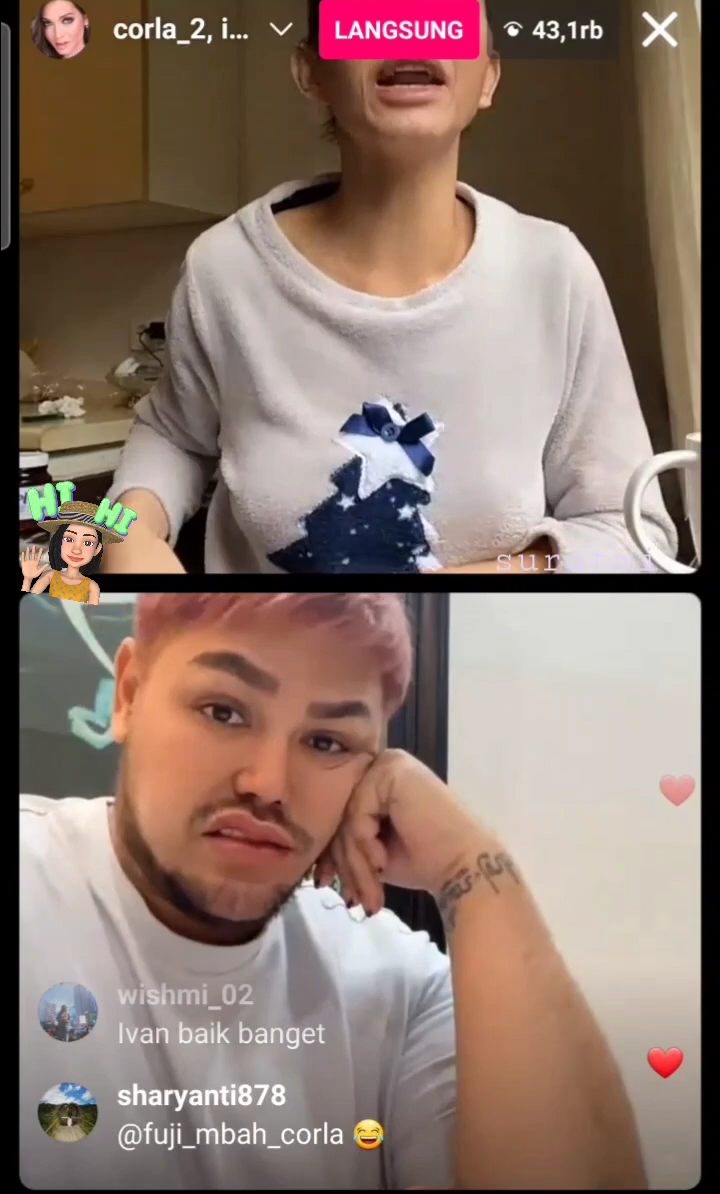 corla_2, i...
LANGSUNG
43,1rb
HI HI
wishmi_02
Ivan baik banget
sharyanti878
@fuji_mbah_corla 😂